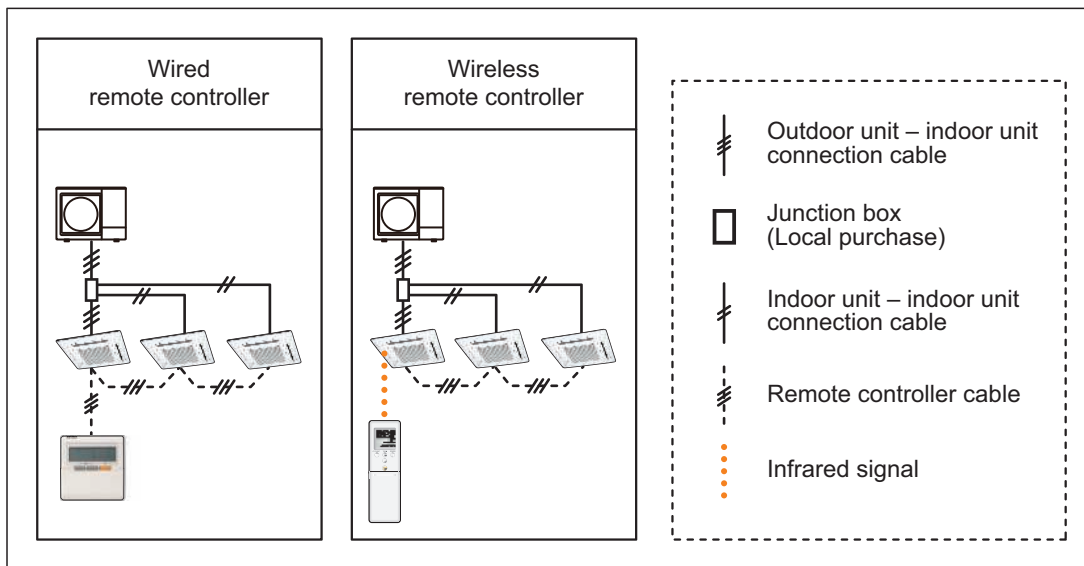 Wired
remote controller
Wireless
remote controller
Outdoor unit – indoor unit
connection cable
Junction box
(Local purchase)
Indoor unit – indoor unit
connection cable
Remote controller cable
Infrared signal